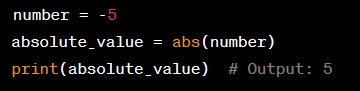 number = -5
absolute_value = abs(number)
print(absolute_value)  # Output: 5